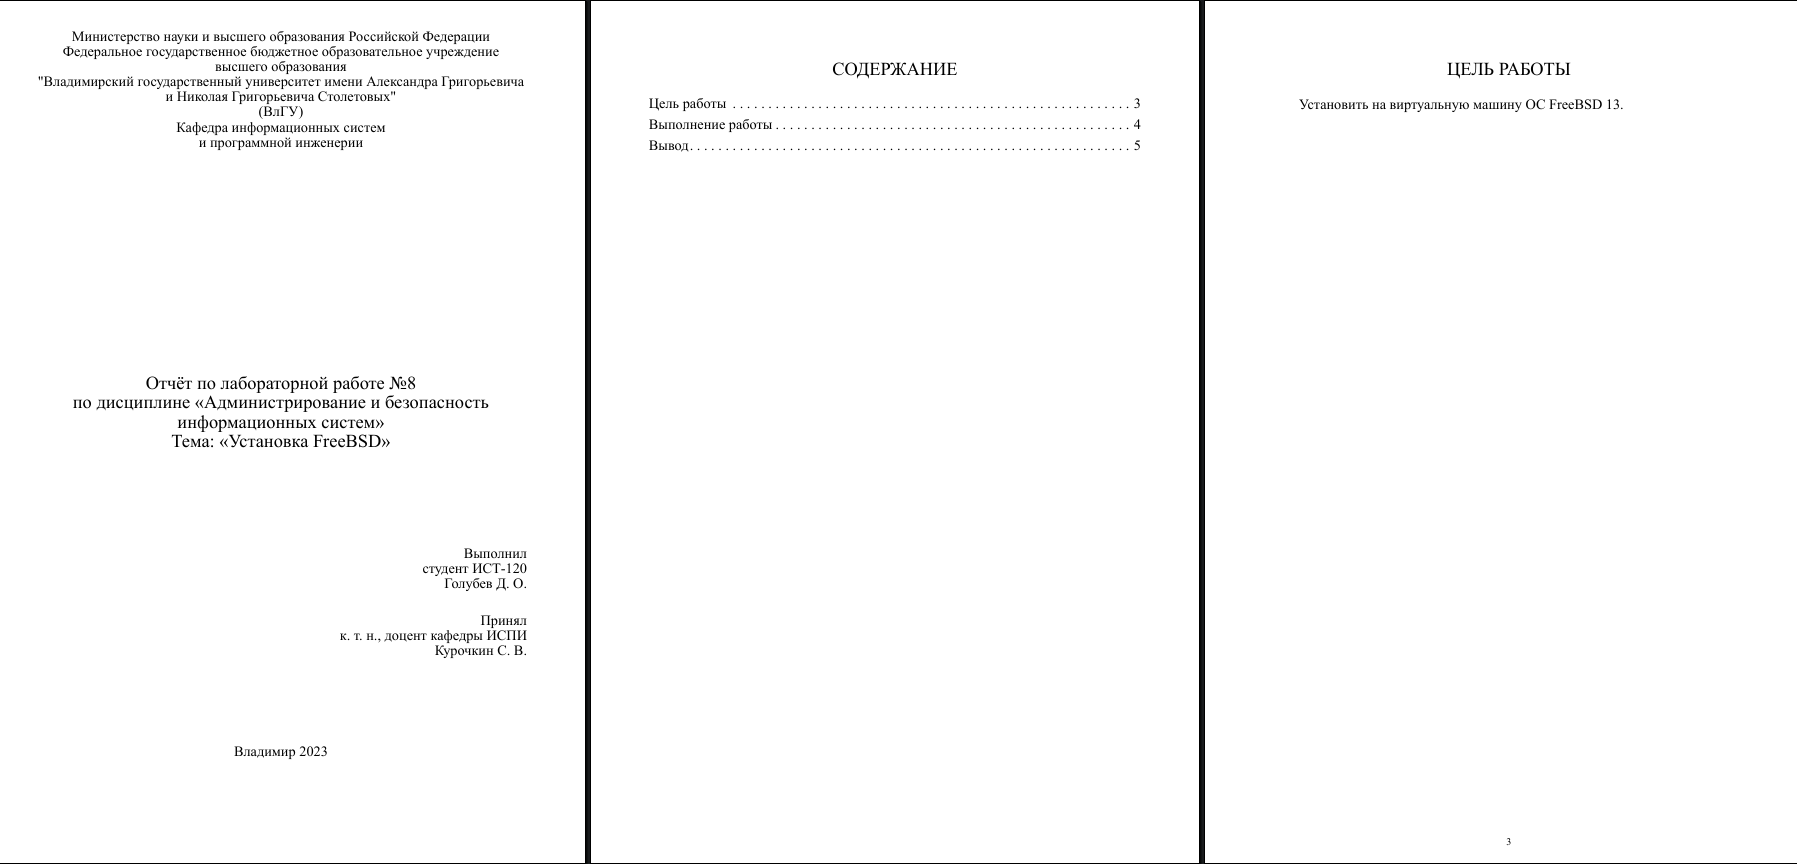 Министерство науки и высшего образования Российской Федерации
Федеральное государственное бюджетное образовательное учреждение
высшего образования
"Владимирский государственный университет имени Александра Григорьевича
и Николая Григорьевича Столетовых"
(ВлГУ)
Кафедра информационных систем
и программной инженерии
Отчёт по лабораторной работе №8
по дисциплине «Администрирование и безопасность
информационных систем»
Тема: «Установка FreeBSD»
Выполнил
студент ИСТ-120
Голубев Д. О.
Принял
к. т. н., доцент кафедры ИСПИ
Курочкин С. В.
Владимир 2023
СОДЕРЖАНИЕ
Цель работы . . . . . . . . . . . . . . . . . . . . . . . . . . . . . . . . . . . . . . . . . . . . . . . . . . . . . . . . 3
Выполнение работы . . . . . . . . . . . . . . . . . . . . . . . . . . . . . . . . . . . . . . . . . . . . . . . . . . 4
Вывод . . . . . . . . . . . . . . . . . . . . . . . . . . . . . . . . . . . . . . . . . . . . . . . . . . . . . . . . . . . . . . 5
ЦЕЛЬ РАБОТЫ
Установить на виртуальную машину ОС FreeBSD 13.
3